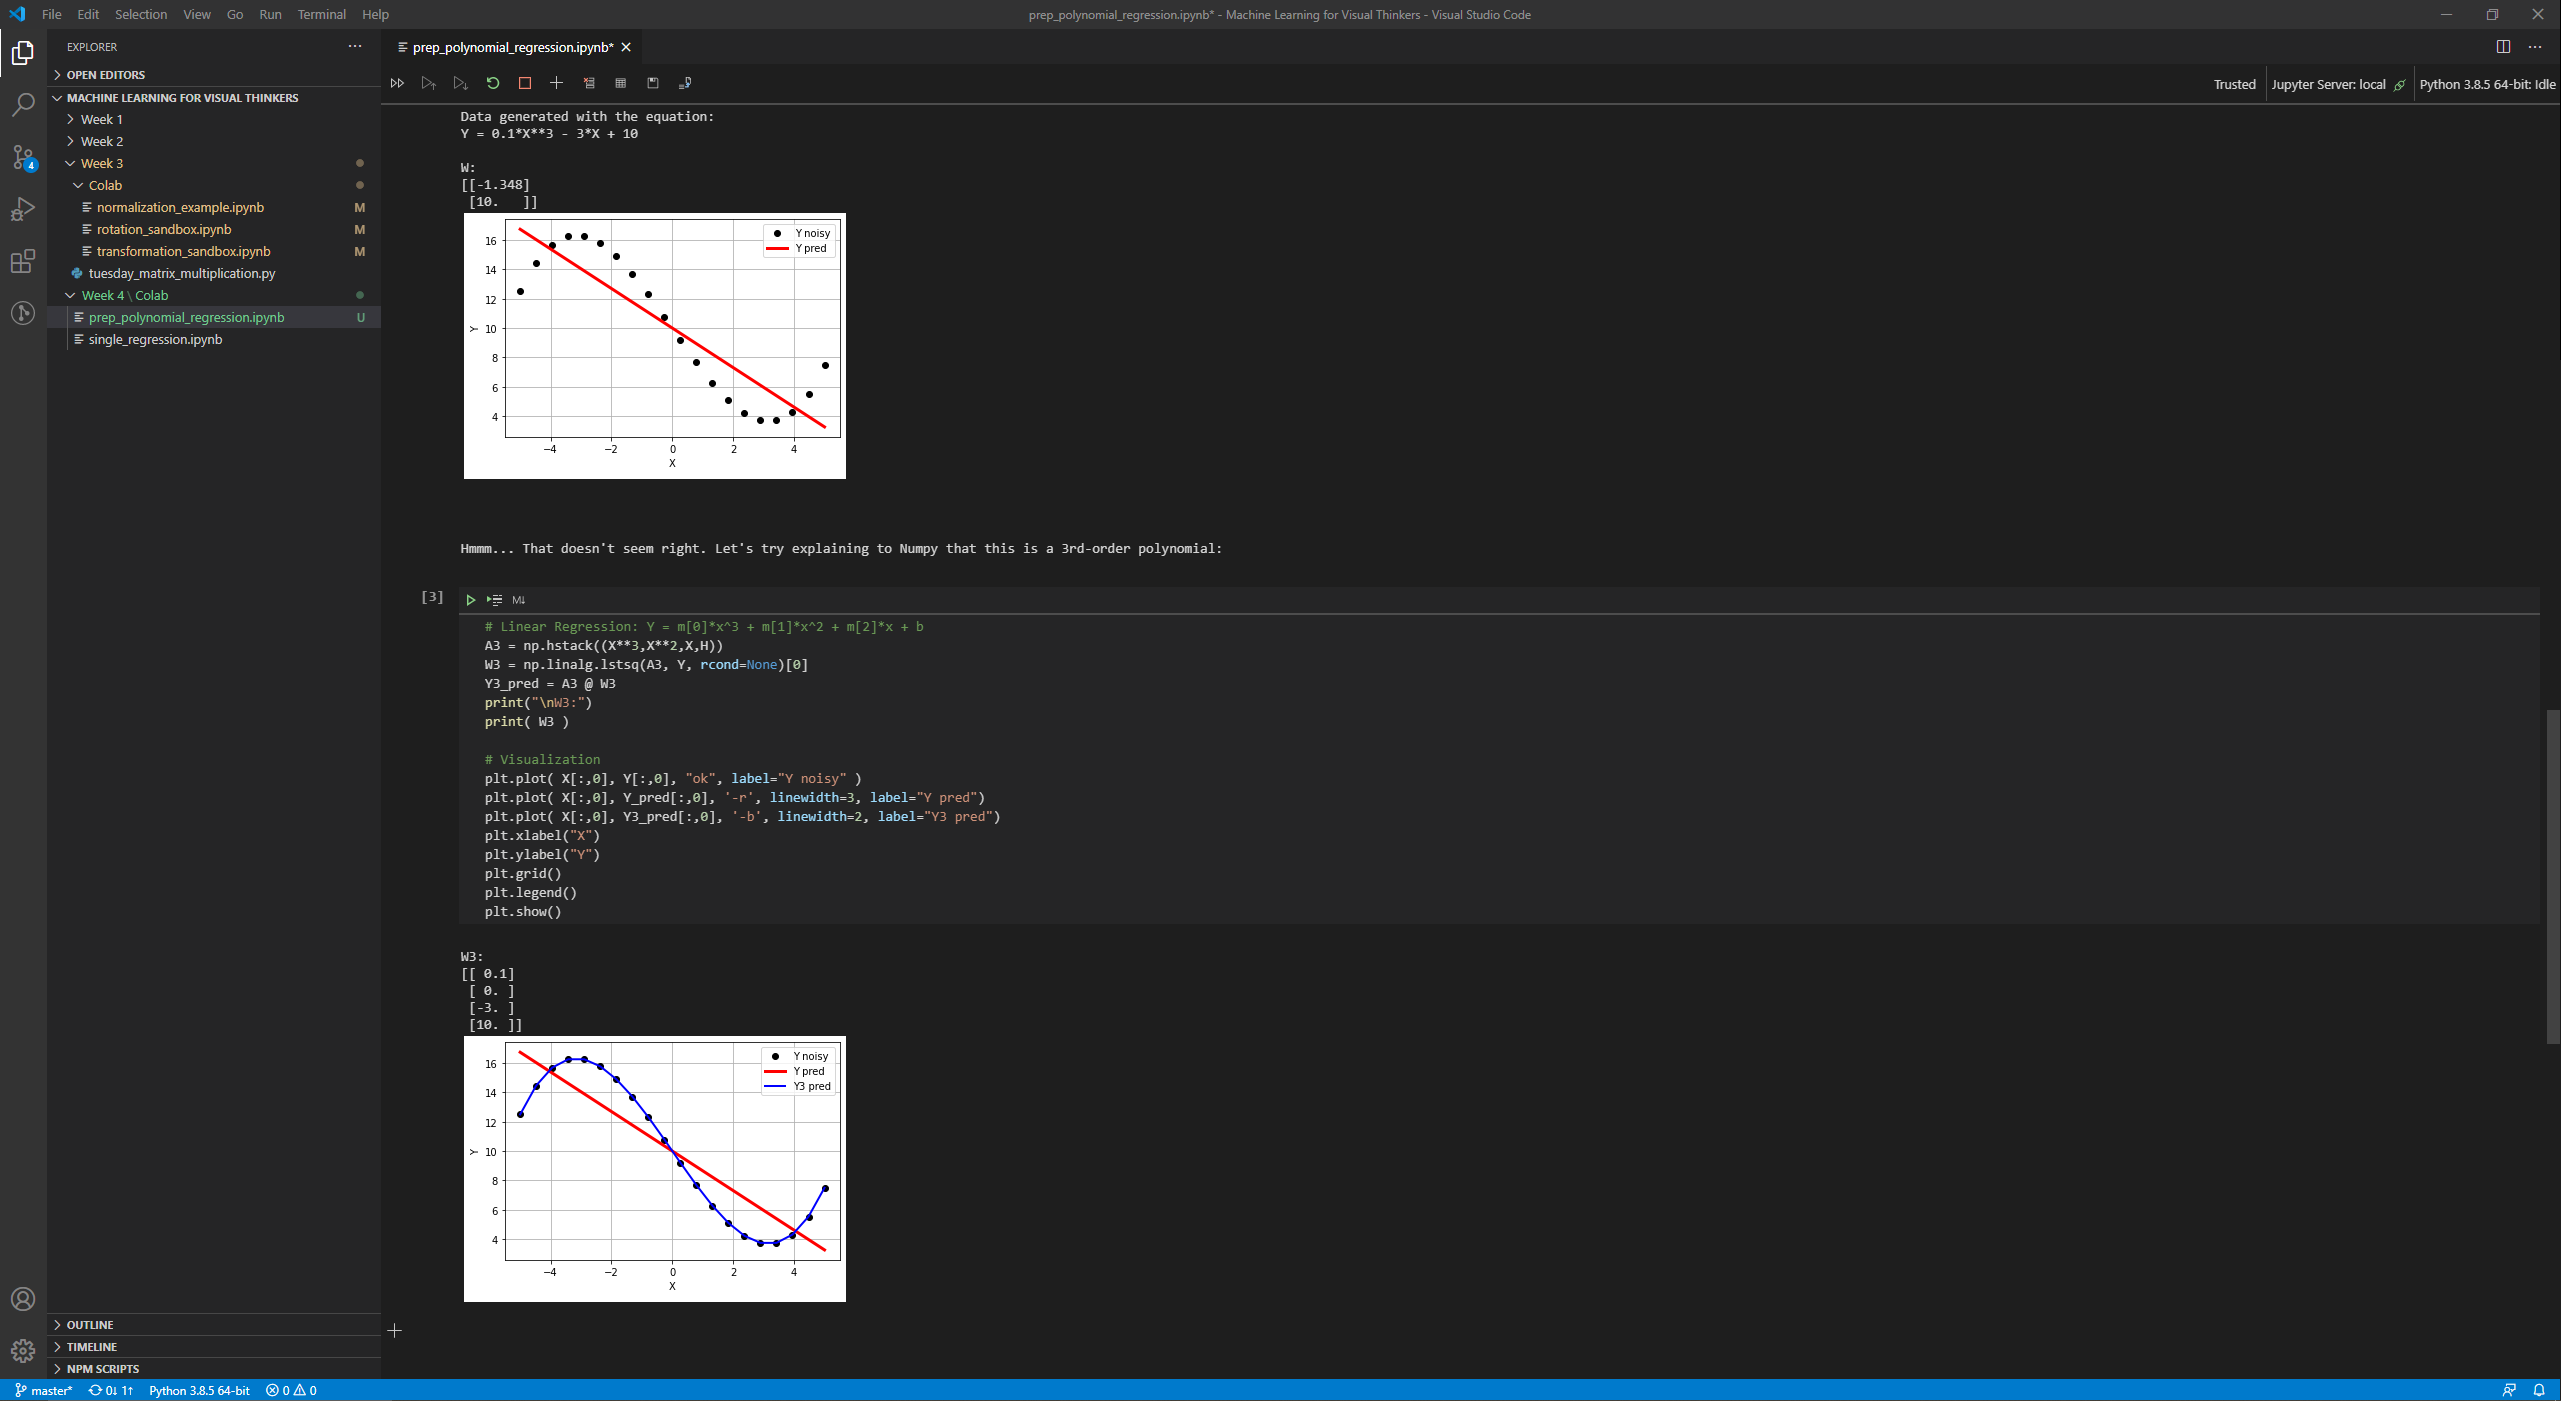 File Edit Selection View Go Run Terminal Help
prep_polynomial_regression.ipynb* - Machine Learning for Visual Thinkers - Visual Studio Code
EXPLORER
OPEN EDITORS
MACHINE LEARNING FOR VISUAL THINKERS
Week 1
Week 2
Week 3
Colab
normalization_example.ipynb M
rotation_sandbox.ipynb M
transformation_sandbox.ipynb M
tuesday_matrix_multiplication.py
Week 4 \ Colab
prep_polynomial_regression.ipynb U
single_regression.ipynb
OUTLINE
TIMELINE
NPM SCRIPTS
4
prep_polynomial_regression.ipynb*
Trusted Jupyter Server: local Python 3.8.5 64-bit: Idle
Data generated with the equation:
Y = 0.1*X**3 - 3*X + 10
W:
[[-1.348]
[10.   ]]
Y noisy
Y pred
16
14
12
10
8
6
4
Y
−4 −2 0 2 4
X
Hmmm... That doesn't seem right. Let's try explaining to Numpy that this is a 3rd-order polynomial:
[3]
M↓
# Linear Regression: Y = m[0]*x^3 + m[1]*x^2 + m[2]*x + b
A3 = np.hstack((X**3,X**2,X,H))
W3 = np.linalg.lstsq(A3, Y, rcond=None)[0]
Y3_pred = A3 @ W3
print("\nW3:")
print( W3 )
# Visualization
plt.plot( X[:,0], Y[:,0], "ok", label="Y noisy" )
plt.plot( X[:,0], Y_pred[:,0], '-r', linewidth=3, label="Y pred")
plt.plot( X[:,0], Y3_pred[:,0], '-b', linewidth=2, label="Y3 pred")
plt.xlabel("X")
plt.ylabel("Y")
plt.grid()
plt.legend()
plt.show()
W3:
[[ 0.1]
[ 0. ]
[-3. ]
[10. ]]
Y noisy
Y pred
Y3 pred
16
14
12
10
8
6
4
Y
−4 −2 0 2 4
X
master* 0↓ 1↑ Python 3.8.5 64-bit 0 0